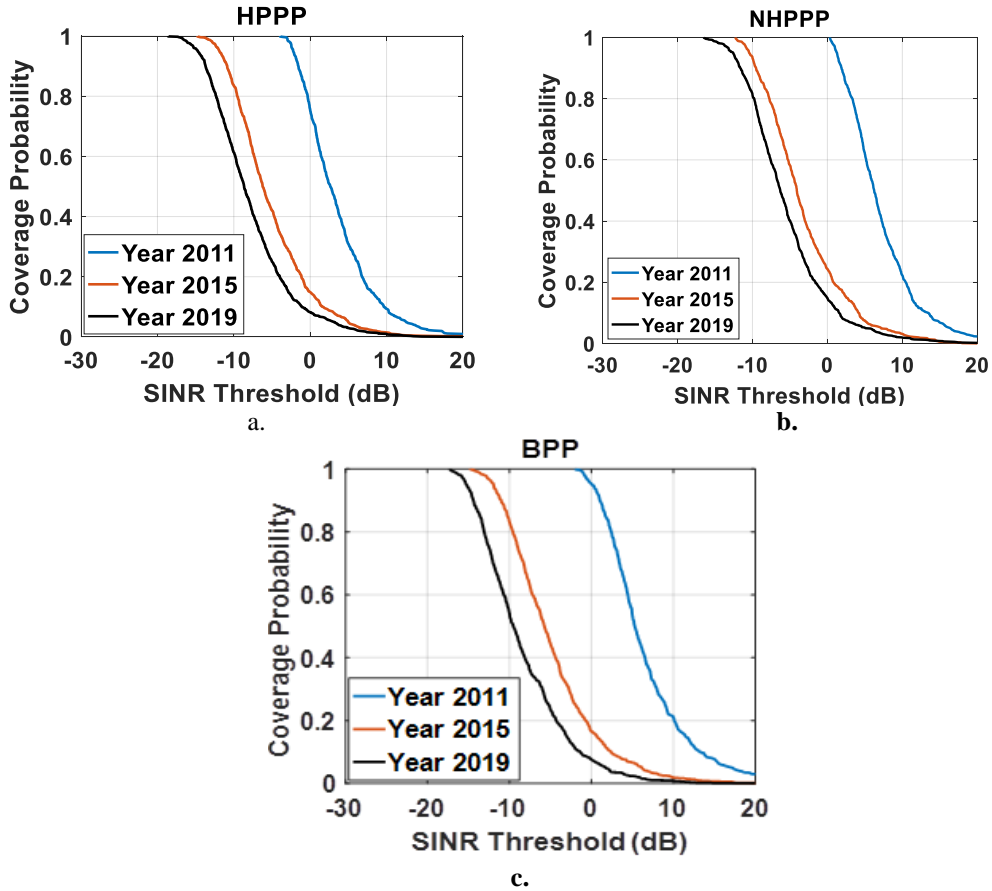 HPPP
1
0.8
0.6
0.4
0.2
0
Coverage Probability
Year 2011
Year 2015
Year 2019
-30 -20 -10 0 10 20
SINR Threshold (dB)
a.
NHPPP
1
0.8
0.6
0.4
0.2
0
Coverage Probability
Year 2011
Year 2015
Year 2019
-30 -20 -10 0 10 20
SINR Threshold (dB)
b.
BPP
1
0.8
0.6
0.4
0.2
0
Coverage Probability
Year 2011
Year 2015
Year 2019
-30 -20 -10 0 10 20
SINR Threshold (dB)
c.